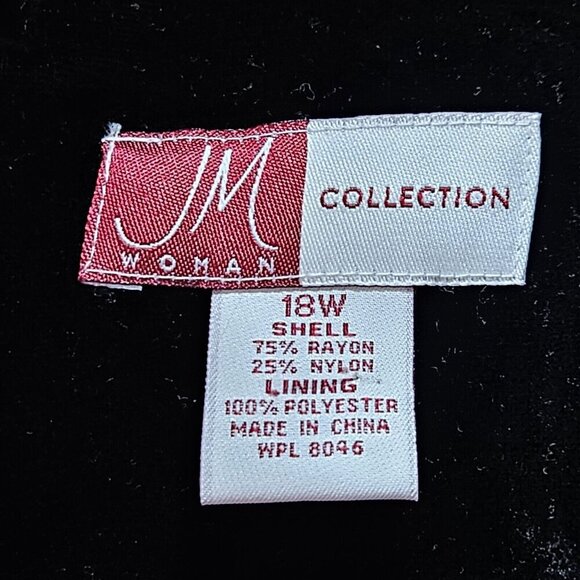 JM
WOMAN
COLLECTION
18W
SHELL
75% RAYON
25% NYLON
LINING
100% POLYESTER
MADE IN CHINA
WPL 8046